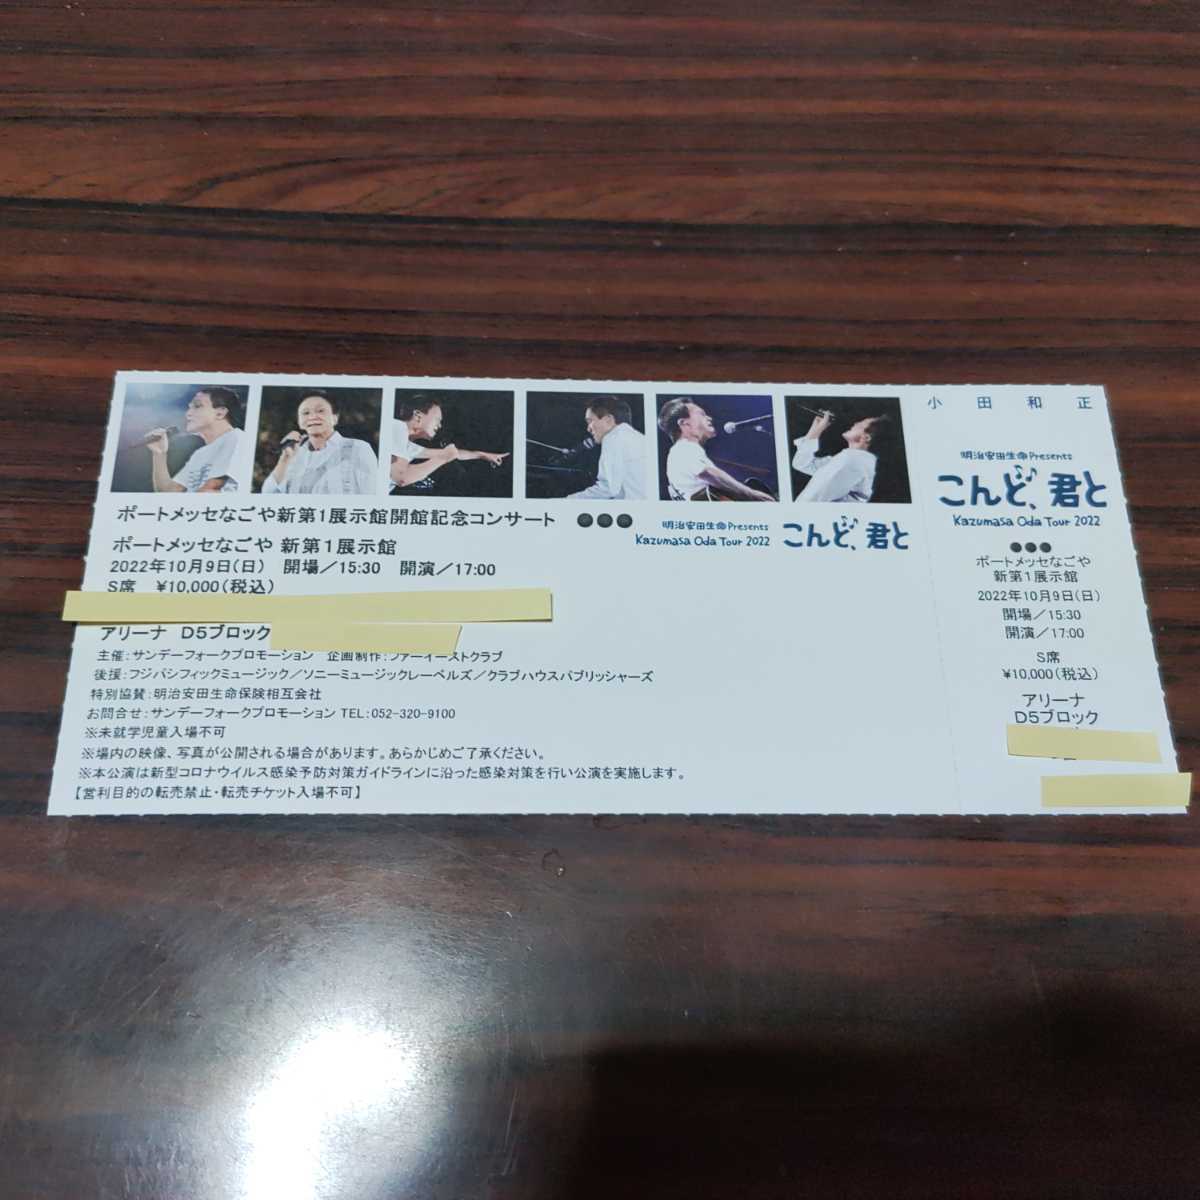 ポートメッセなごや新第1展示館開館記念コンサート ●●●
明治安田生命Presents
Kazumasa Oda Tour 2022
こんど、君と
ポートメッセなごや 新第1展示館
2022年10月9日(日) 開場/15:30 開演/17:00
S席 ¥10,000(税込)
アリーナ D5ブロック
主催:サンデーフォークプロモーション 企画制作:ファーイーストクラブ
後援:フジパシフィックミュージック/ソニーミュージックレーベルズ/クラブハウスパブリッシャーズ
特別協賛:明治安田生命保険相互会社
お問合せ:サンデーフォークプロモーション TEL:052-320-9100
※未就学児童入場不可
※場内の映像、写真が公開される場合があります。あらかじめご了承ください。
※本公演は新型コロナウイルス感染予防対策ガイドラインに沿った感染対策を行い公演を実施します。
【営利目的の転売禁止・転売チケット入場不可】
小田和正
明治安田生命Presents
こんど、君と
Kazumasa Oda Tour 2022
●●●
ポートメッセなごや
新第1展示館
2022年10月9日(日)
開場/15:30
開演/17:00
S席
¥10,000(税込)
アリーナ
D5ブロック